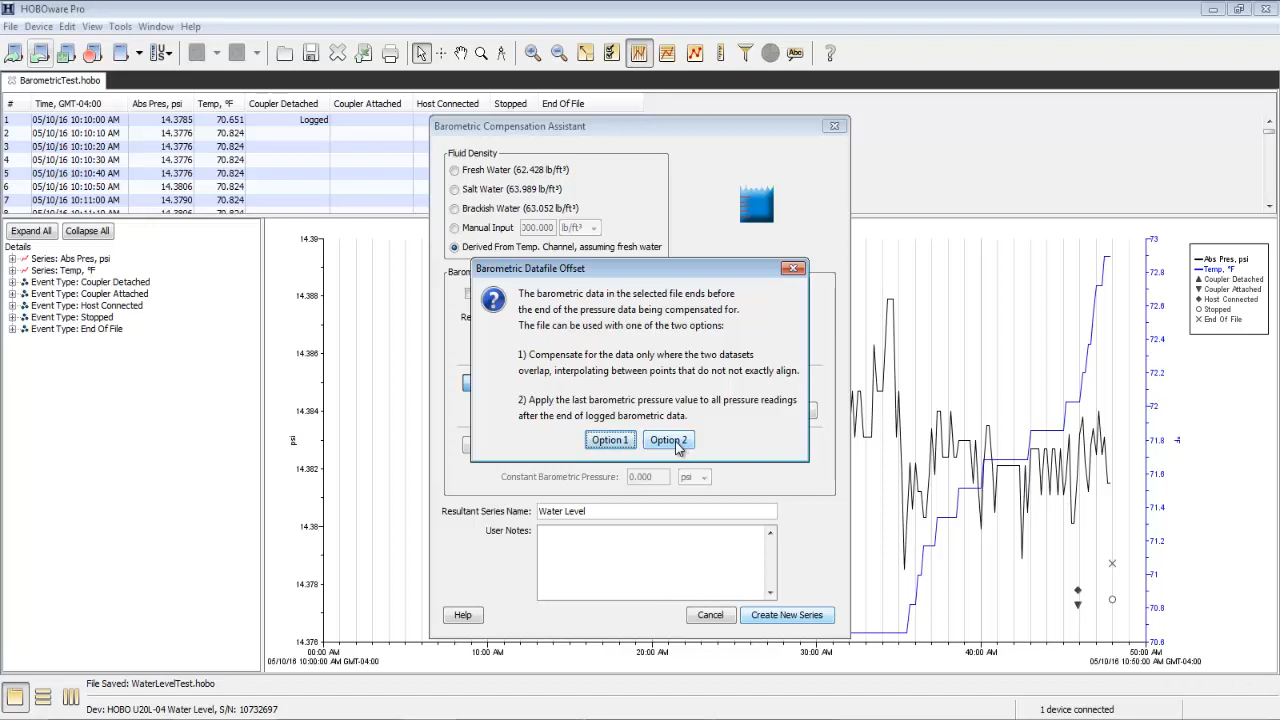 HOBOware Pro
File Device Edit View Tools Window Help
BarometricTest.hobo
# Time, GMT-04:00 Abs Pres, psi Temp, °F Coupler Detached Coupler Attached Host Connected Stopped End Of File
1 05/10/16 10:10:00 AM 14.3785 70.651 Logged
2 05/10/16 10:10:10 AM 14.3776 70.824
3 05/10/16 10:10:20 AM 14.3776 70.824
4 05/10/16 10:10:30 AM 14.3776 70.824
5 05/10/16 10:10:40 AM 14.3776 70.824
6 05/10/16 10:10:50 AM 14.3806 70.824
7 05/10/16 10:11:00 AM 14.3790 70.824
Expand All Collapse All
Details
Series: Abs Pres, psi
Series: Temp, °F
Event Type: Coupler Detached
Event Type: Coupler Attached
Event Type: Host Connected
Event Type: Stopped
Event Type: End Of File
Barometric Compensation Assistant
Fluid Density
Fresh Water (62.428 lb/ft³)
Salt Water (63.989 lb/ft³)
Brackish Water (63.052 lb/ft³)
Manual Input 300.000 lb/ft³
Derived From Temp. Channel, assuming fresh water
Barometric Datafile Offset
The barometric data in the selected file ends before
the end of the pressure data being compensated for.
The file can be used with one of the two options:
1) Compensate for the data only where the two datasets
overlap, interpolating between points that do not not exactly align.
2) Apply the last barometric pressure value to all pressure readings
after the end of logged barometric data.
Option 1 Option 2
Constant Barometric Pressure: 0.000 psi
Resultant Series Name: Water Level
User Notes:
Help Cancel Create New Series
14.39
14.388
14.386
14.384
14.382
14.38
14.378
14.376
psi
73
72.8
72.6
72.4
72.2
72
71.8
71.6
71.4
71.2
71
70.8
70.6
°F
Abs Pres, psi
Temp, °F
Coupler Detached
Coupler Attached
Host Connected
Stopped
End Of File
00:00 AM 10:00 AM 20:00 AM 30:00 AM 40:00 AM 50:00 AM
05/10/16 10:00:00 AM GMT-04:00 05/10/16 10:50:00 AM GMT-04:00
File Saved: WaterLevelTest.hobo
Dev: HOBO U20L-04 Water Level, S/N: 10732697 1 device connected